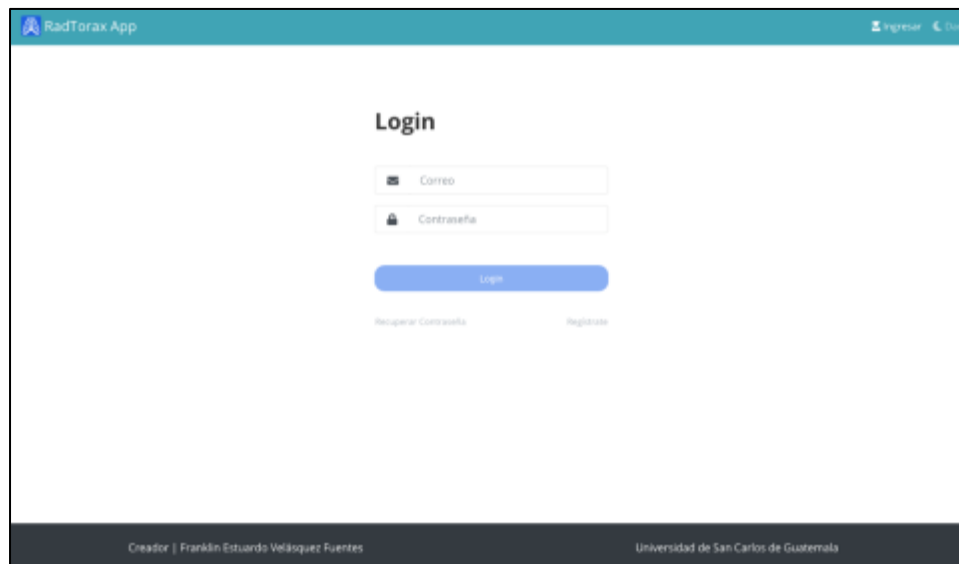 RadTorax App
Ingresar
Login
Correo
Contraseña
Login
Recuperar Contraseña
Regístrate
Creador | Franklin Estuardo Velásquez Fuentes
Universidad de San Carlos de Guatemala